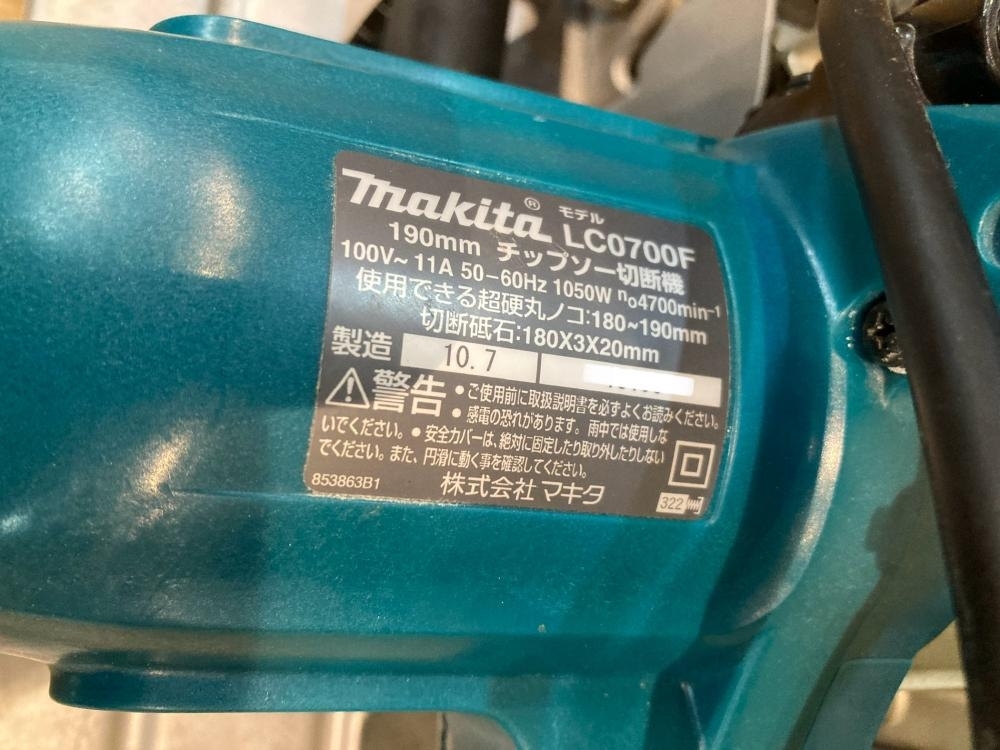 makita® モデル LC0700F
190mm チップソー切断機
100V～11A 50-60Hz 1050W n₀4700min⁻¹
使用できる超硬丸ノコ:180~190mm
切断砥石:180X3X20mm
製造 10.7
警告 • ご使用前に取扱説明書を必ずよくお読みください。
• 感電の恐れがあります。雨中では使用しな
いでください。• 安全カバーは、絶対に固定したり取り外したりしない
でください。また、円滑に動く事を確認してください。
853863B1 株式会社 マキタ 322